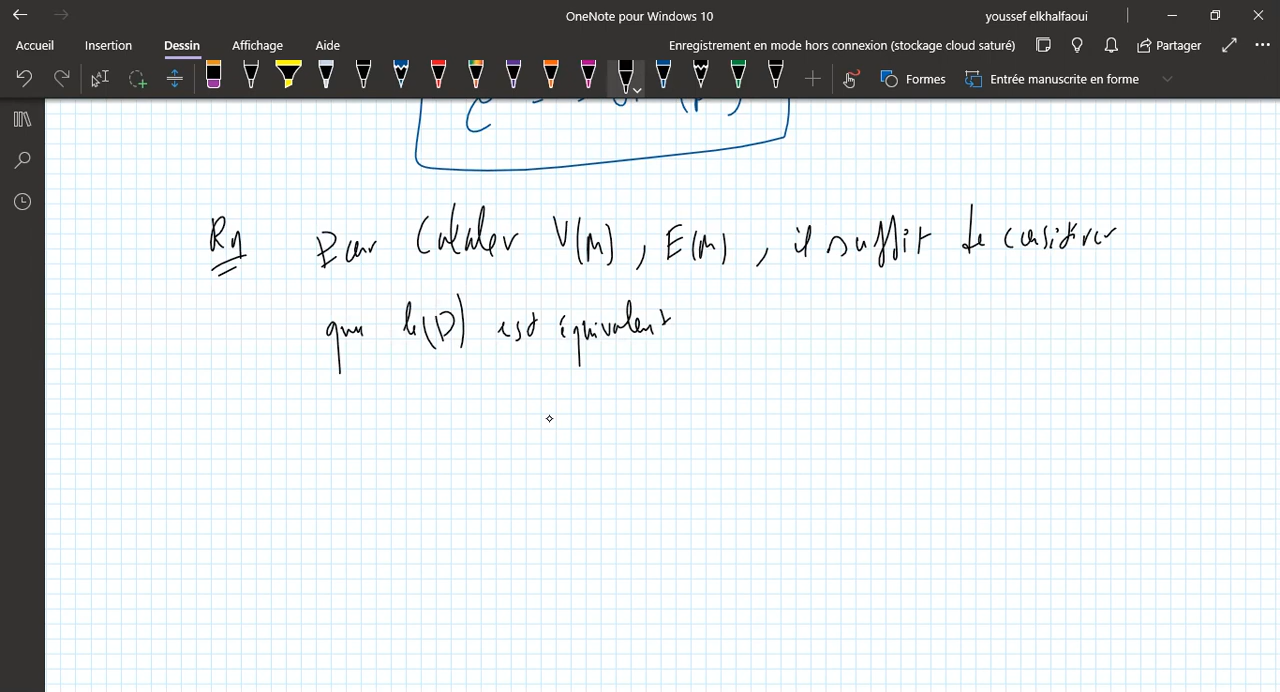 OneNote pour Windows 10
youssef elkhalfaoui
Accueil Insertion Dessin Affichage Aide
Enregistrement en mode hors connexion (stockage cloud saturé) Partager
Formes Entrée manuscrite en forme
Rq Pour Calculer V(M), E(M), il suffit de considérer
que le (D) est équivalent